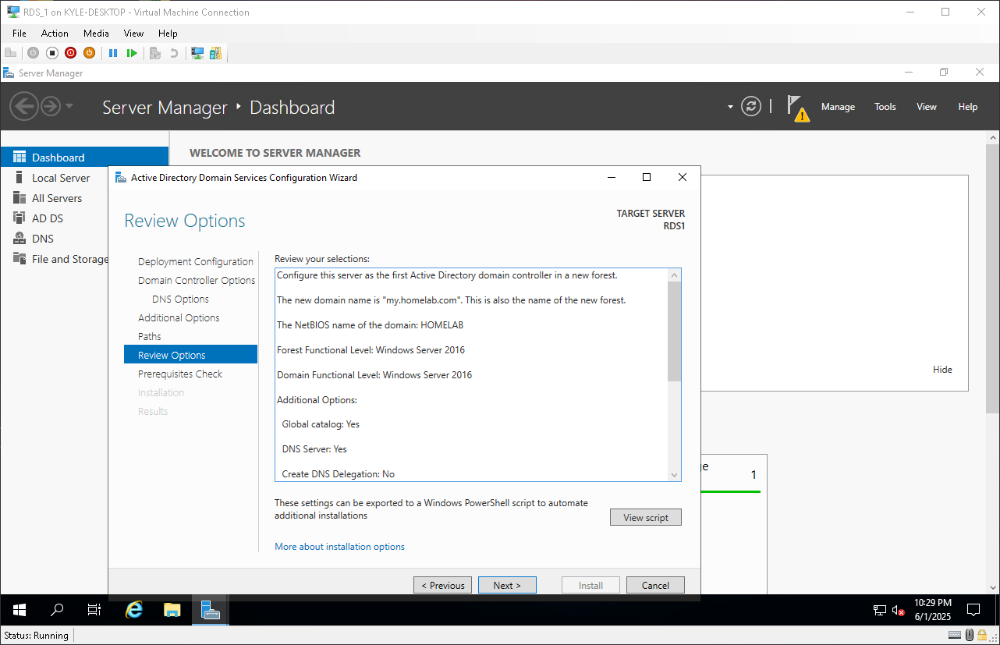 RDS_1 on KYLE-DESKTOP - Virtual Machine Connection
File Action Media View Help
Server Manager
Server Manager Dashboard
Manage Tools View Help
Dashboard
Local Server
All Servers
AD DS
DNS
File and Storage
WELCOME TO SERVER MANAGER
Active Directory Domain Services Configuration Wizard
Review Options
TARGET SERVER
RDS1
Deployment Configuration
Domain Controller Options
DNS Options
Additional Options
Paths
Review Options
Prerequisites Check
Installation
Results
Review your selections:
Configure this server as the first Active Directory domain controller in a new forest.
The new domain name is "my.homelab.com". This is also the name of the new forest.
The NetBIOS name of the domain: HOMELAB
Forest Functional Level: Windows Server 2016
Domain Functional Level: Windows Server 2016
Additional Options:
Global catalog: Yes
DNS Server: Yes
Create DNS Delegation: No
These settings can be exported to a Windows PowerShell script to automate
additional installations
View script
More about installation options
< Previous Next > Install Cancel
Hide
ge
1
10:29 PM
6/1/2025
Status: Running